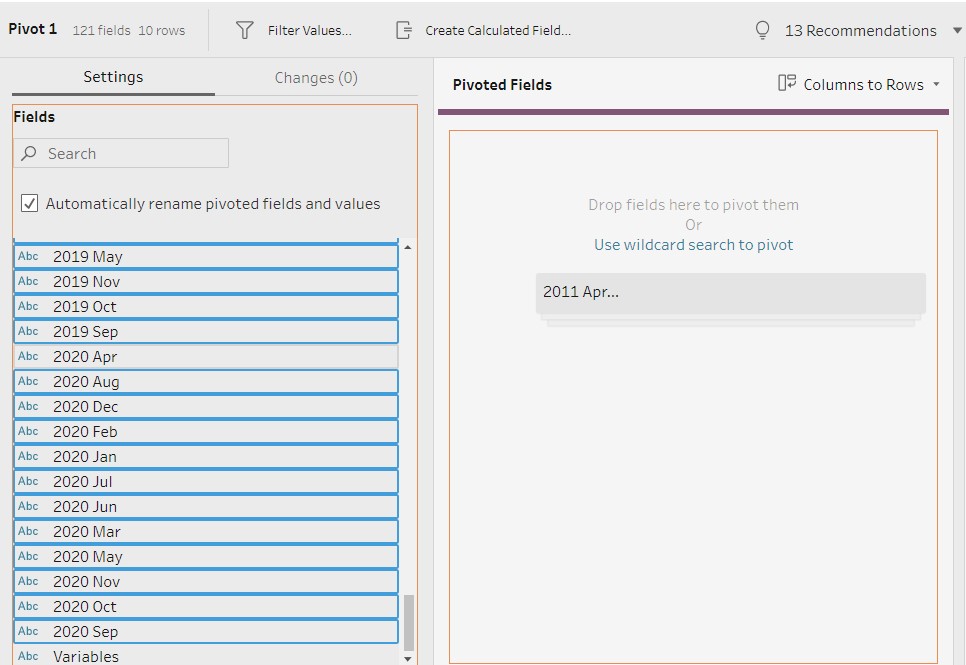 Pivot 1 121 fields 10 rows Filter Values... Create Calculated Field... 13 Recommendations
Settings Changes (0)
Fields
Search
Automatically rename pivoted fields and values
Abc 2019 May
Abc 2019 Nov
Abc 2019 Oct
Abc 2019 Sep
Abc 2020 Apr
Abc 2020 Aug
Abc 2020 Dec
Abc 2020 Feb
Abc 2020 Jan
Abc 2020 Jul
Abc 2020 Jun
Abc 2020 Mar
Abc 2020 May
Abc 2020 Nov
Abc 2020 Oct
Abc 2020 Sep
Abc Variables
Pivoted Fields Columns to Rows
Drop fields here to pivot them
Or
Use wildcard search to pivot
2011 Apr...